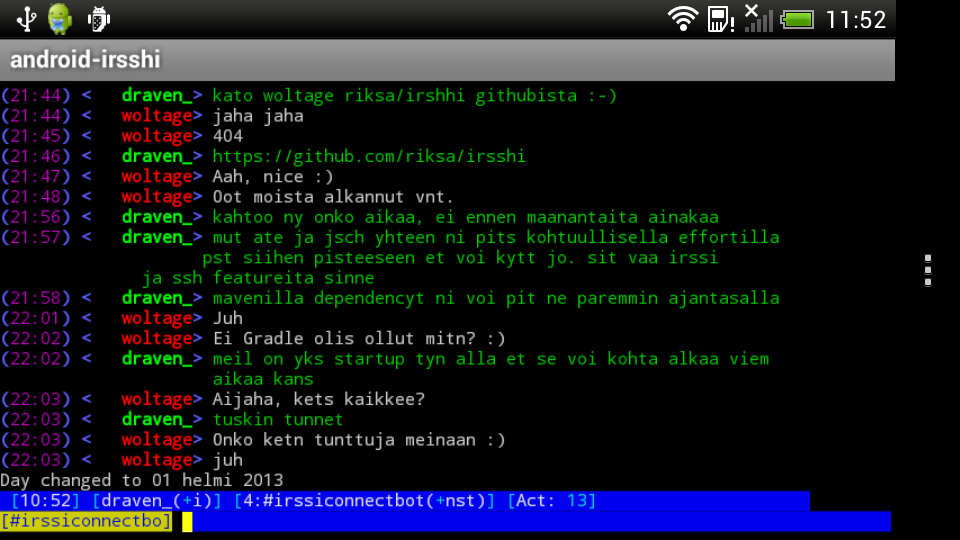 11:52
android-irsshi
(21:44) <   draven_> kato woltage riksa/irshhi githubista :-)
(21:44) <   woltage> jaha jaha
(21:45) <   woltage> 404
(21:46) <   draven_> https://github.com/riksa/irsshi
(21:47) <   woltage> Aah, nice :)
(21:48) <   woltage> Oot moista alkannut vnt.
(21:56) <   draven_> kahtoo ny onko aikaa, ei ennen maanantaita ainakaa
(21:57) <   draven_> mut ate ja jsch yhteen ni pits kohtuullisella effortilla
pst siihen pisteeseen et voi kytt jo. sit vaa irssi
ja ssh featureita sinne
(21:58) <   draven_> mavenilla dependencyt ni voi pit ne paremmin ajantasalla
(22:01) <   woltage> Juh
(22:02) <   woltage> Ei Gradle olis ollut mitn? :)
(22:02) <   draven_> meil on yks startup tyn alla et se voi kohta alkaa viem
aikaa kans
(22:03) <   woltage> Aijaha, kets kaikkee?
(22:03) <   draven_> tuskin tunnet
(22:03) <   woltage> Onko ketn tunttuja meinaan :)
(22:03) <   woltage> juh
Day changed to 01 helmi 2013
[10:52] [draven_(+i)] [4:#irssiconnectbot(+nst)] [Act: 13]
[#irssiconnectbo]